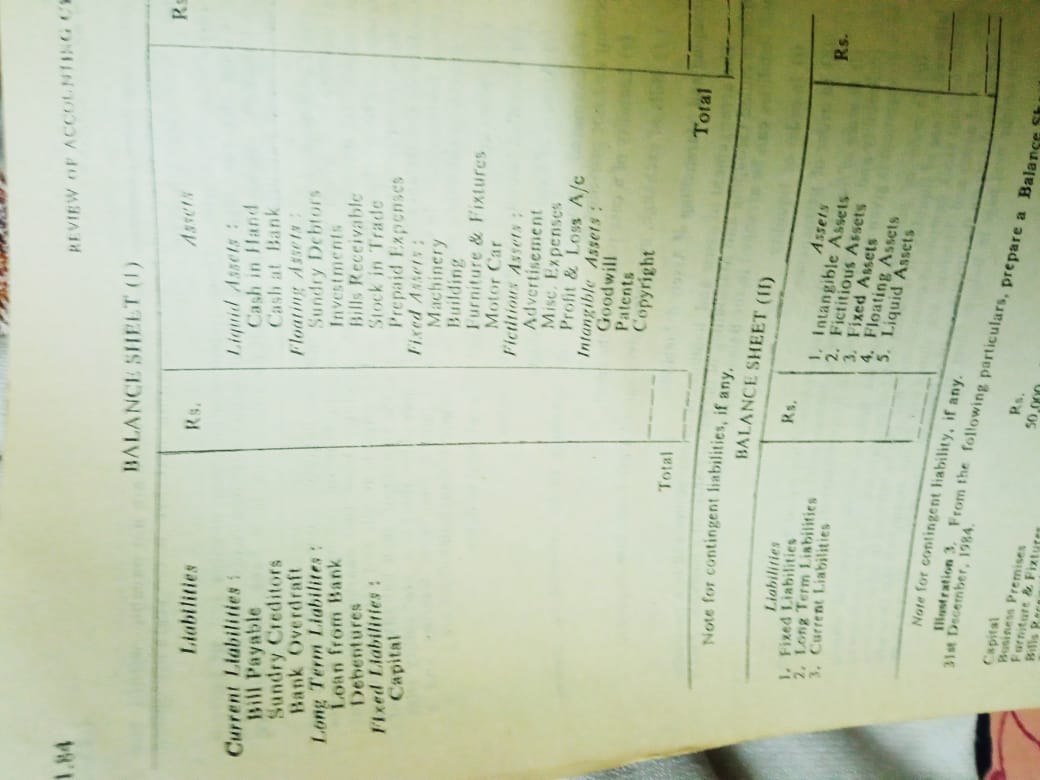 1.84
REVIEW OF ACCOUNTING
BALANCE SHEET (I)
Liabilities Rs. Assets Rs
Current Liabilities : Liquid Assets :
Bill Payable Cash in Hand
Sundry Creditors Cash at Bank
Bank Overdraft Floating Assets :
Long Term Liabilites : Sundry Debtors
Loan from Bank Investments
Debentures Bills Receivable
Fixed Liabilities : Stock in Trade
Capital Prepaid Expenses
Fixed Assets :
Machinery
Building
Furniture & Fixtures
Motor Car
Fictitious Assets :
Advertisement
Misc. Expenses
Profit & Loss A/c
Intangible Assets :
Goodwill
Patents
Copyright
Total Total
Note for contingent liabilities, if any.
BALANCE SHEET (II)
Liabilities Rs. Assets Rs.
1. Fixed Liabilities 1. Intangible Assets
2. Long Term Liabilities 2. Fictitious Assets
3. Current Liabilities 3. Fixed Assets
4. Floating Assets
5. Liquid Assets
Note for contingent liability, if any.
Illustration 3. From the following particulars, prepare a Balance
31st December, 1984.
Rs.
Capital 50,000
Business Premises
Furniture & Fixtures
Bills